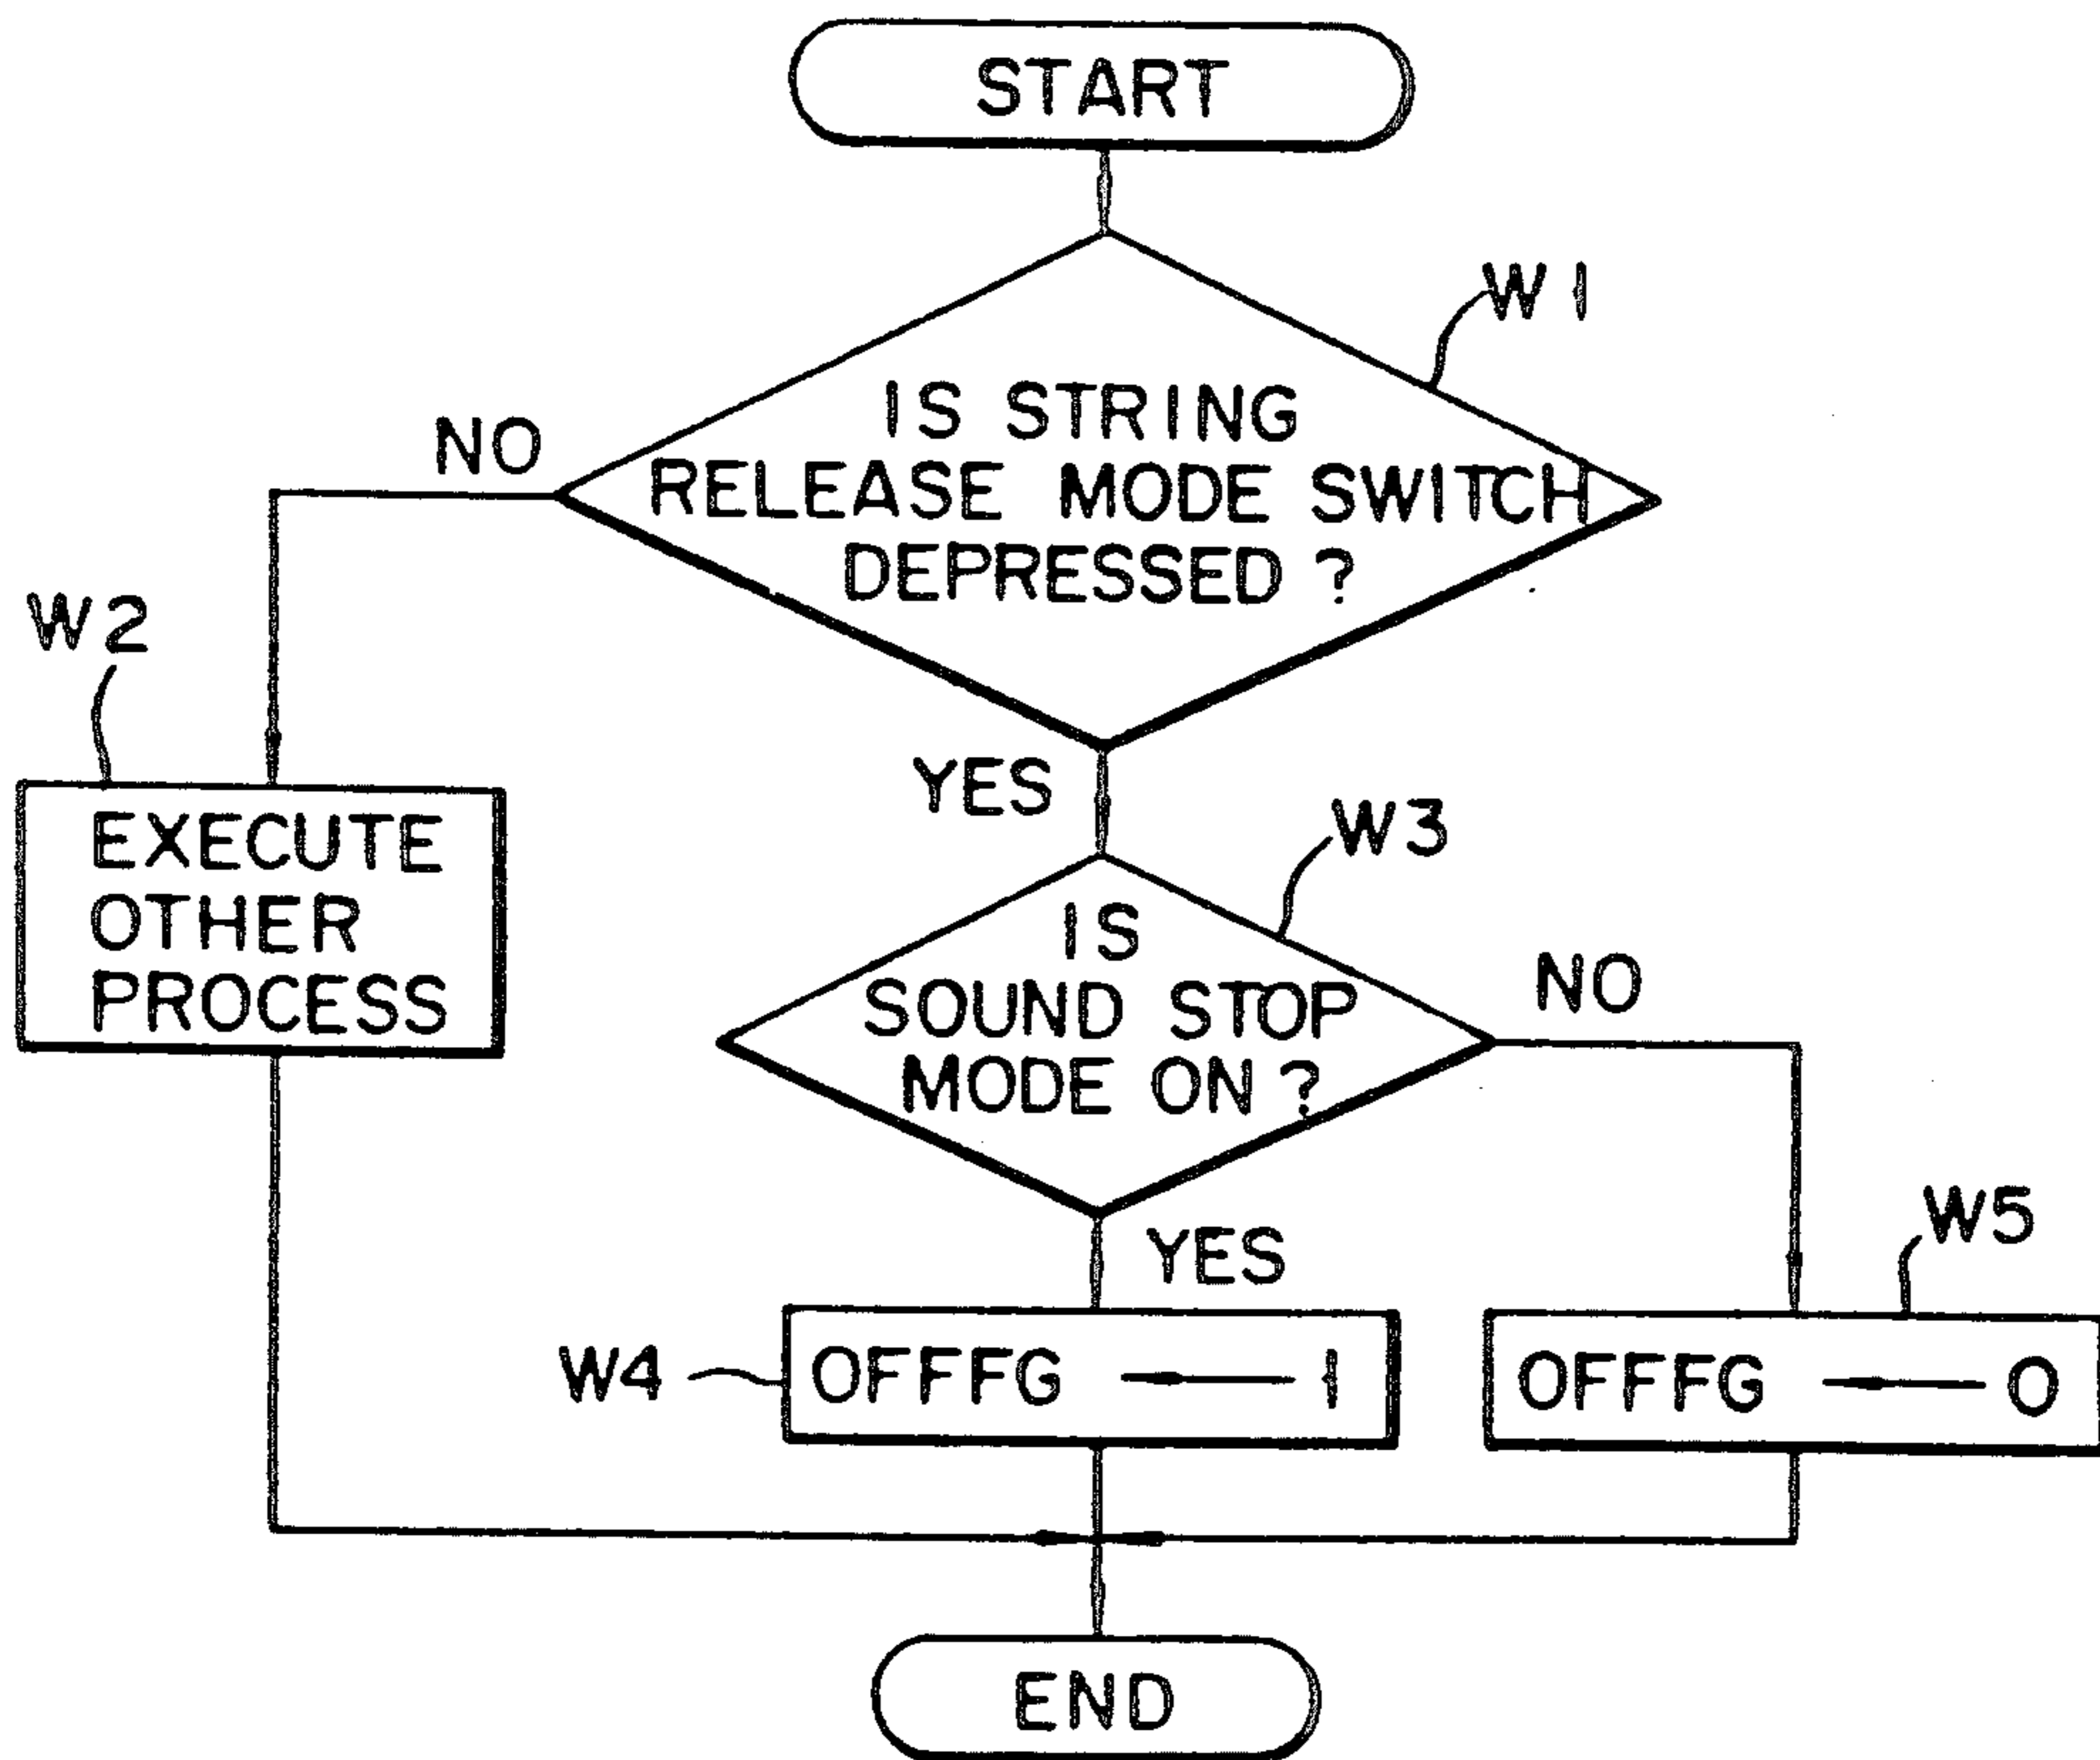 START
W1
IS STRING
RELEASE MODE SWITCH
DEPRESSED ?
NO
YES
W2
EXECUTE
OTHER
PROCESS
W3
IS
SOUND STOP
MODE ON ?
NO
YES
W4
OFFFG ← 1
W5
OFFFG ← 0
END